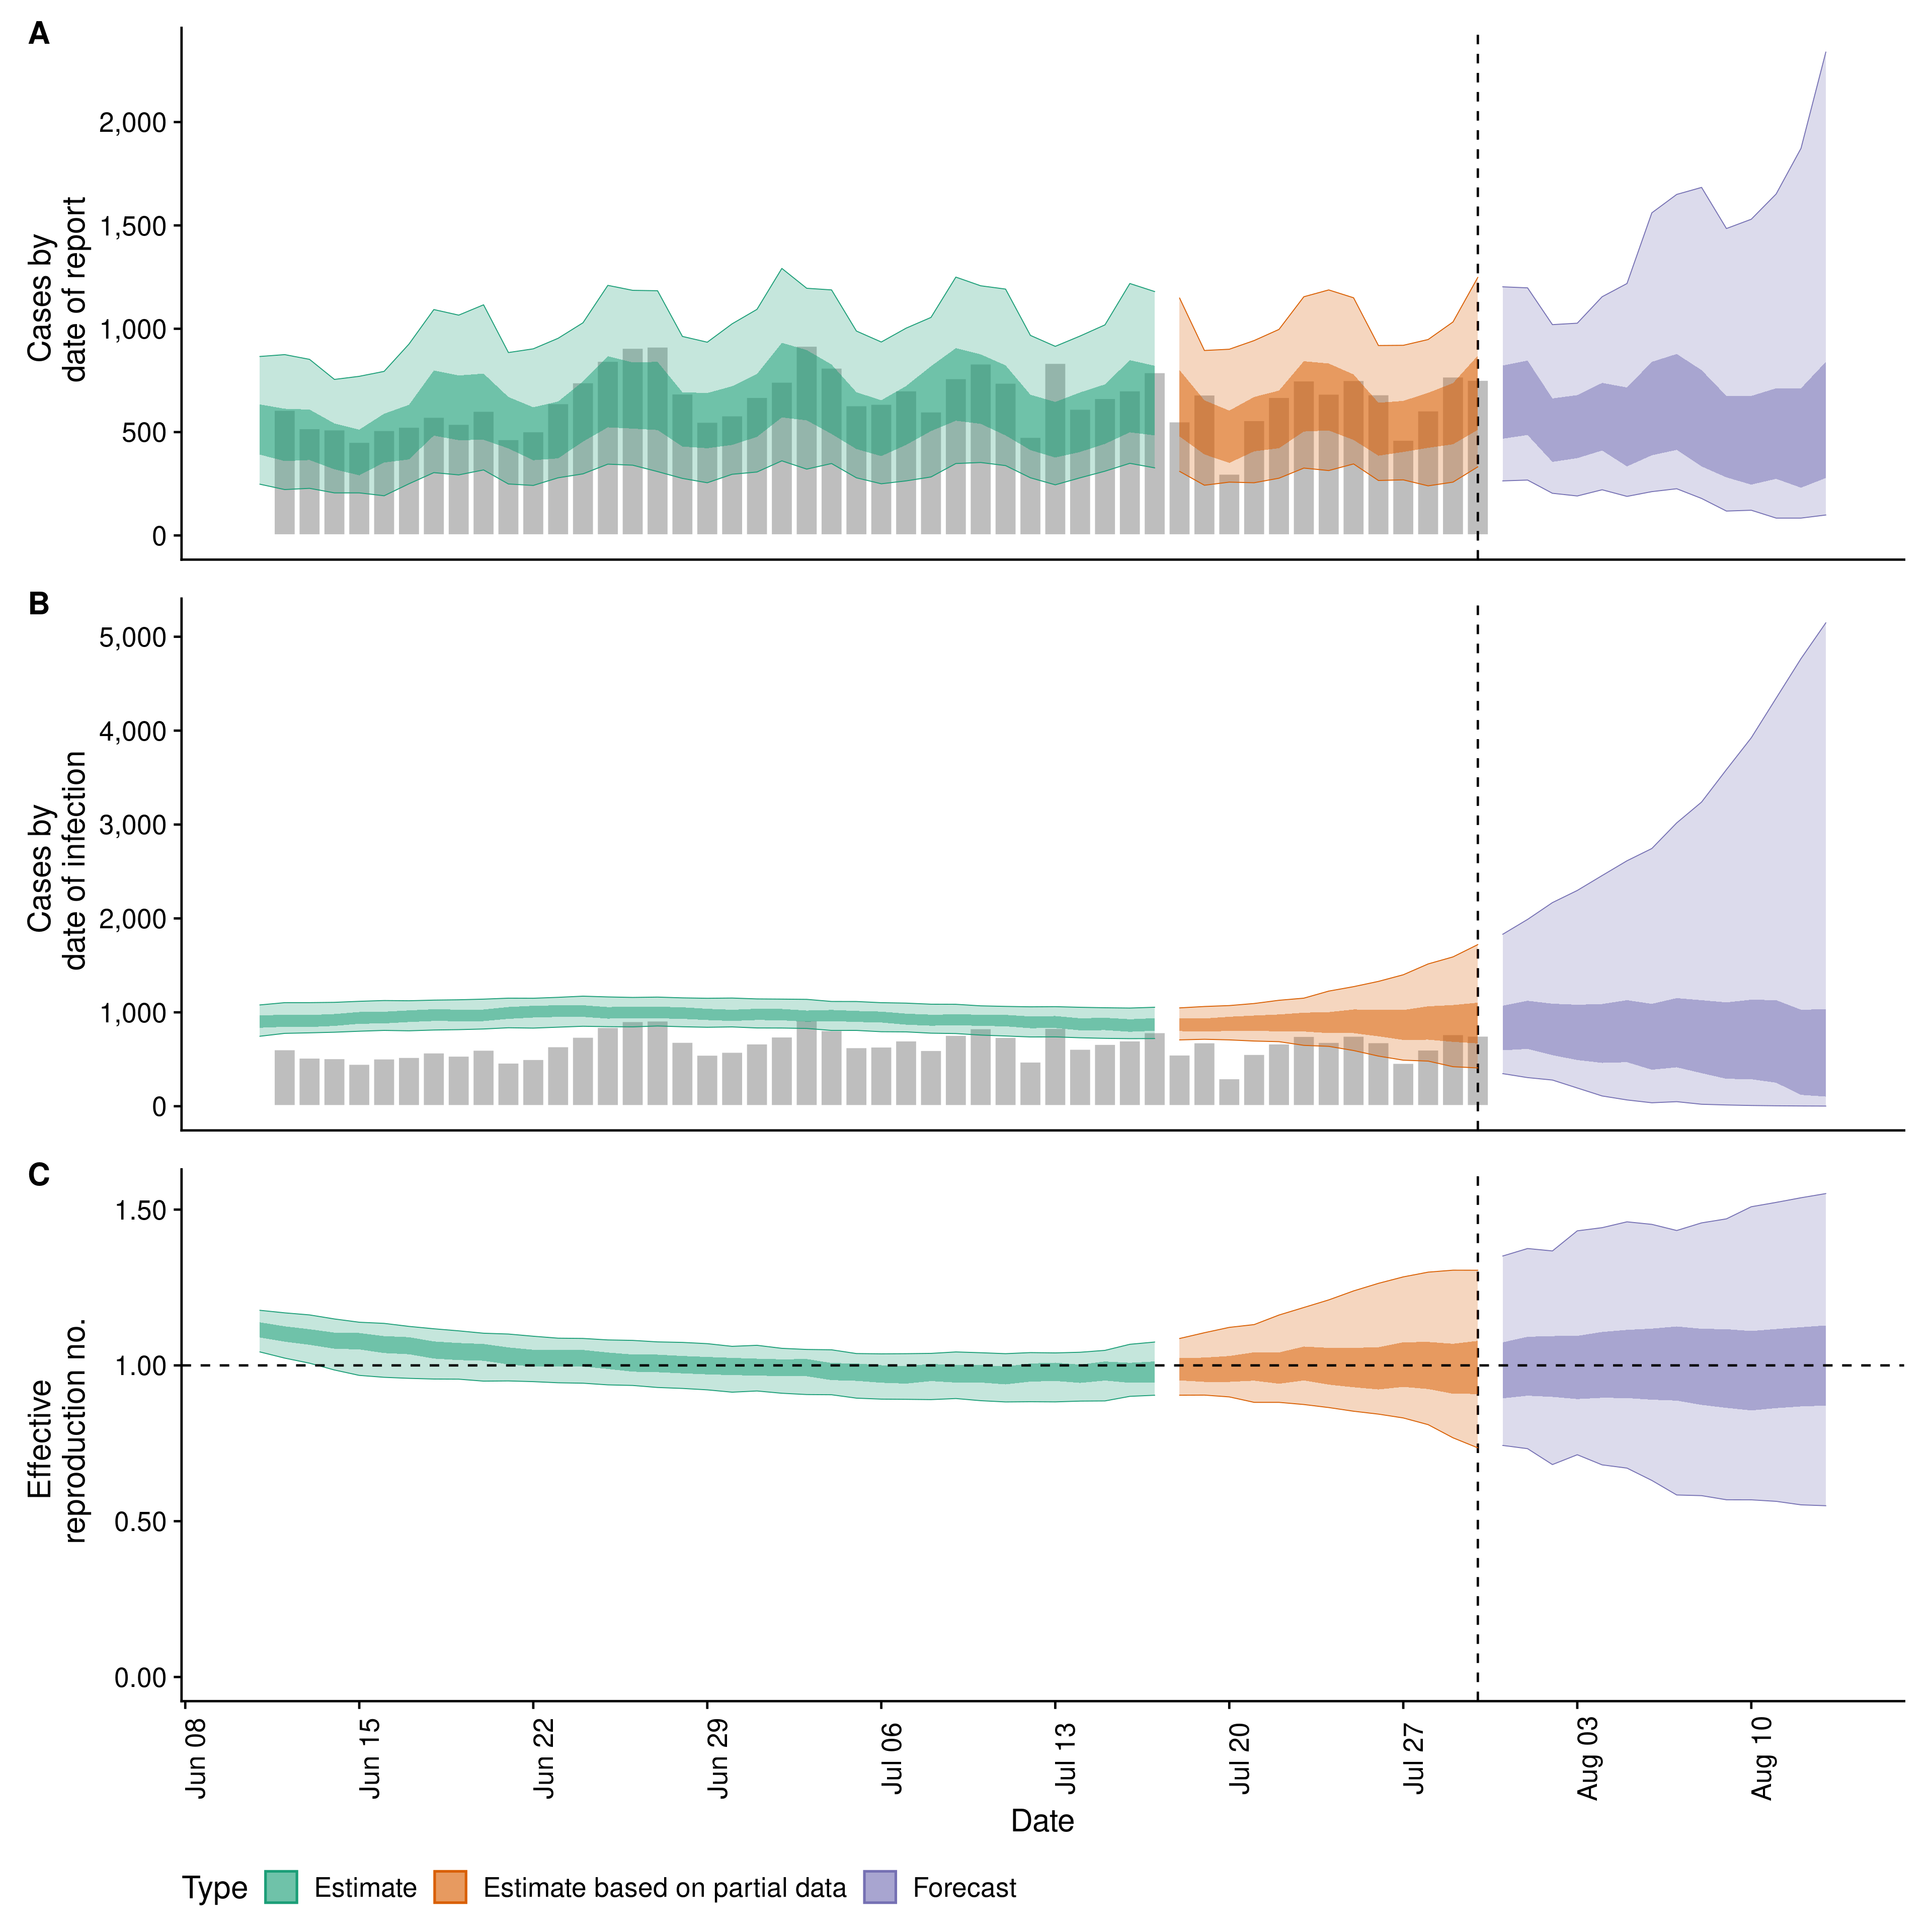 A
Cases by
date of report
2,000
1,500
1,000
500
0
B
Cases by
date of infection
5,000
4,000
3,000
2,000
1,000
0
C
Effective
reproduction no.
1.50
1.00
0.50
0.00
Jun 08
Jun 15
Jun 22
Jun 29
Jul 06
Jul 13
Jul 20
Jul 27
Aug 03
Aug 10
Date
Type Estimate Estimate based on partial data Forecast